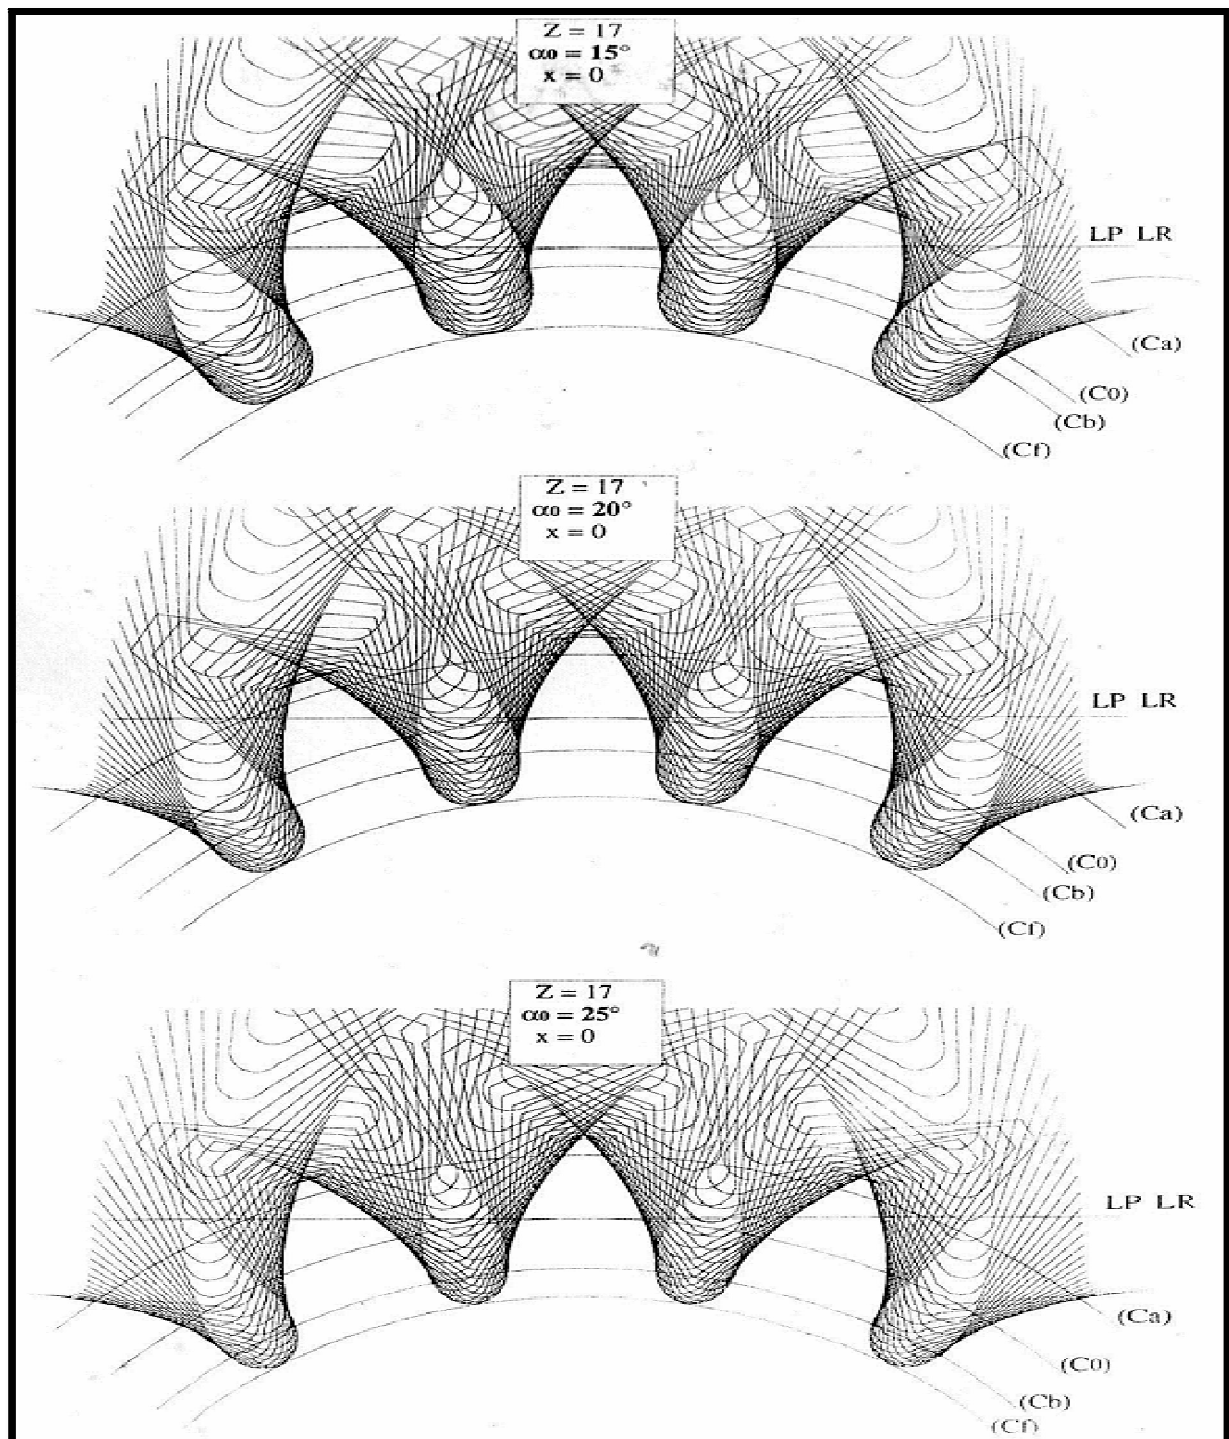 Z = 17
α0 = 15°
x = 0
LP LR
(Ca)
(C0)
(Cb)
(Cf)
Z = 17
α0 = 20°
x = 0
LP LR
(Ca)
(C0)
(Cb)
(Cf)
Z = 17
α0 = 25°
x = 0
LP LR
(Ca)
(C0)
(Cb)
(Cf)